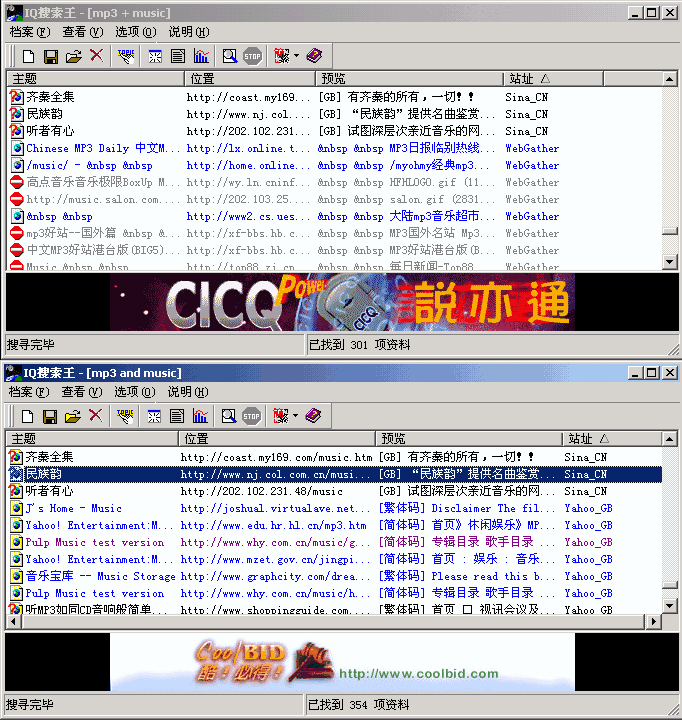 IQ搜索王 - [mp3 + music]
档案(F) 查看(V) 选项(O) 说明(H)
TOPIC STOP
主题 位置 预览 站址
齐秦全集 http://coast.my169... [GB] 有齐秦的所有，一切！！ Sina_CN
民族韵 http://www.nj.col.... [GB] “民族韵”提供名曲鉴赏... Sina_CN
听者有心 http://202.102.231... [GB] 试图深层次亲近音乐的网... Sina_CN
Chinese MP3 Daily 中文M... http://lx.online.t... &nbsp &nbsp MP3日报临别热线... WebGather
/music/ - &nbsp &nbsp http://home.online... &nbsp &nbsp /myohmy经典mp3... WebGather
高点音乐音乐极限BoxUp M... http://wy.ln.cninf... &nbsp &nbsp HFHLOGO.gif (11... WebGather
http://music.salon.com... http://202.103.25.... &nbsp &nbsp salon.gif (2831... WebGather
&nbsp &nbsp http://www2.cs.ues... &nbsp &nbsp 大陆mp3音乐超市... WebGather
mp3好站--国外篇 &nbsp &n... http://xf-bbs.hb.c... &nbsp &nbsp MP3国外名站 Mp3... WebGather
中文MP3好站港台版(BIG5)... http://xf-bbs.hb.c... &nbsp &nbsp MP3好站港台版(B... WebGather
Music &nbsp &nbsp http://top88.zj.cn &nbsp &nbsp 每日新闻-Top88 WebGather
CICQ Power CICQ 説亦通
搜寻完毕 已找到 301 项资料
IQ搜索王 - [mp3 and music]
档案(F) 查看(V) 选项(O) 说明(H)
TOPIC STOP
主题 位置 预览 站址
齐秦全集 http://coast.my169.com/music.htm [GB] 有齐秦的所有，一切！！ Sina_CN
民族韵 http://www.nj.col.com.cn/musi... [GB] “民族韵”提供名曲鉴赏... Sina_CN
听者有心 http://202.102.231.48/music [GB] 试图深层次亲近音乐的网... Sina_CN
J's Home - Music http://joshual.virtualave.net... [繁体码] Disclaimer The fil... Yahoo_GB
Yahoo! Entertainment:M... http://www.edu.hr.hl.cn/mp3.htm [简体码] 首页》休闲娱乐》MP... Yahoo_GB
Pulp Music test version http://www.why.com.cn/music/g... [简体码] 专辑目录 歌手目录 ... Yahoo_GB
Yahoo! Entertainment:M... http://www.mzet.gov.cn/jingpi... [简体码] 首页 : 娱乐 : 音乐... Yahoo_GB
音乐宝库 -- Music Storage http://www.graphcity.com/drea... [繁体码] Please read this b... Yahoo_GB
Pulp Music test version http://www.why.com.cn/music/h... [简体码] 专辑目录 歌手目录 ... Yahoo_GB
听MP3如同CD音响般简单... http://www.shoppingguide.com.... [繁体码] 首页 口 视讯会议及... Yahoo_GB
CoolBID
酷！必得！ http://www.coolbid.com
搜寻完毕 已找到 354 项资料